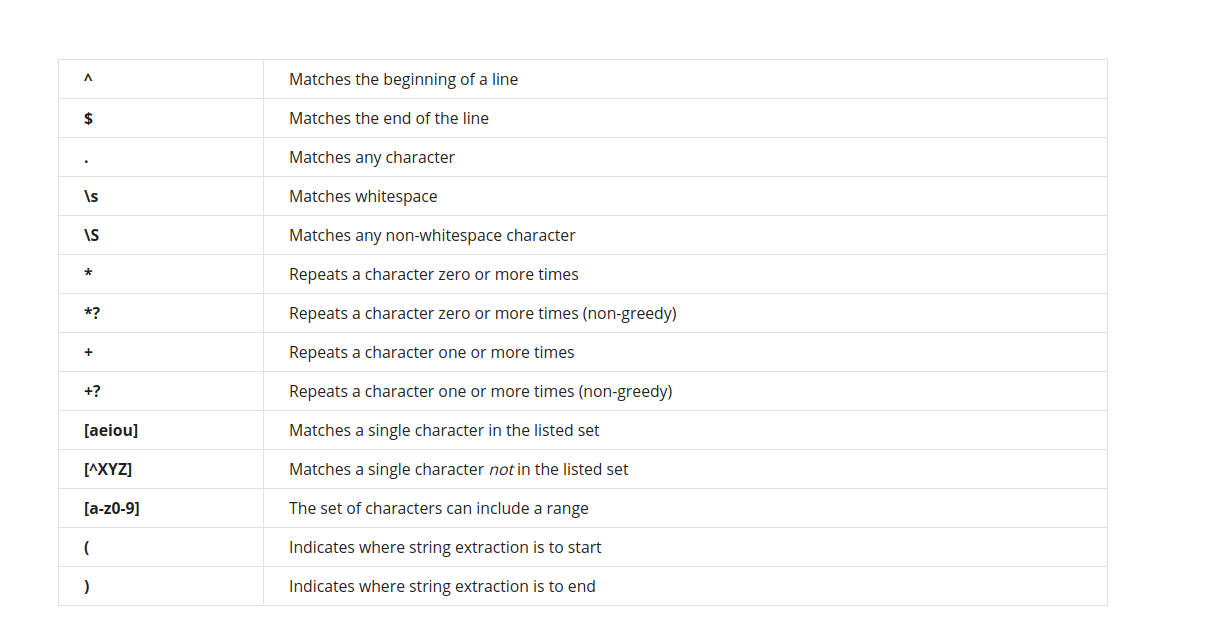 ^ Matches the beginning of a line
$ Matches the end of the line
. Matches any character
\s Matches whitespace
\S Matches any non-whitespace character
* Repeats a character zero or more times
*? Repeats a character zero or more times (non-greedy)
+ Repeats a character one or more times
+? Repeats a character one or more times (non-greedy)
[aeiou] Matches a single character in the listed set
[^XYZ] Matches a single character not in the listed set
[a-z0-9] The set of characters can include a range
( Indicates where string extraction is to start
) Indicates where string extraction is to end